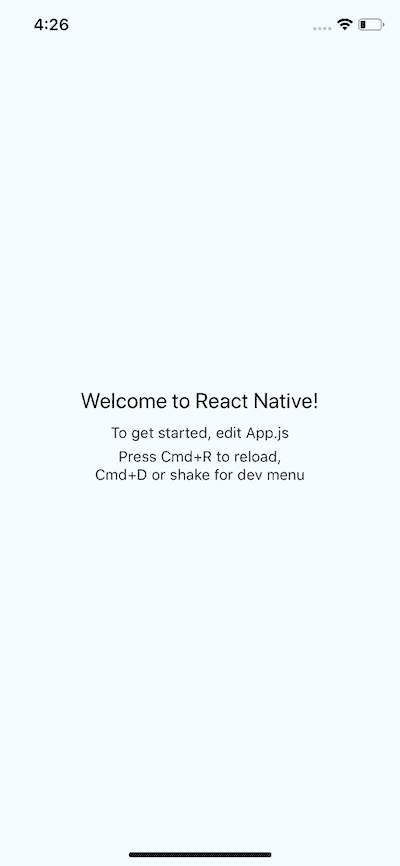 4:26
Welcome to React Native!
To get started, edit App.js
Press Cmd+R to reload,
Cmd+D or shake for dev menu